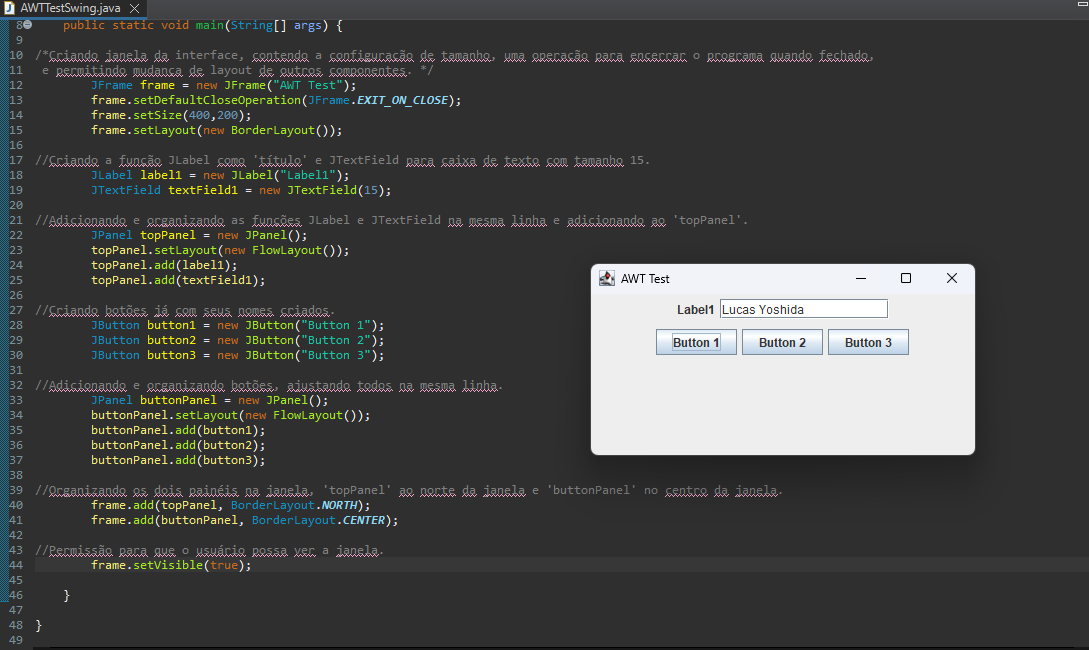 AWTTestSwing.java
8 public static void main(String[] args) {
9
10 /*Criando janela da interface, contendo a configuração de tamanho, uma operação para encerrar o programa quando fechado,
11 e permitindo mudança de layout de outros componentes. */
12 JFrame frame = new JFrame("AWT Test");
13 frame.setDefaultCloseOperation(JFrame.EXIT_ON_CLOSE);
14 frame.setSize(400,200);
15 frame.setLayout(new BorderLayout());
16
17 //Criando a função JLabel como 'título' e JTextField para caixa de texto com tamanho 15.
18 JLabel label1 = new JLabel("Label1");
19 JTextField textField1 = new JTextField(15);
20
21 //Adicionando e organizando as funções JLabel e JTextField na mesma linha e adicionando ao 'topPanel'.
22 JPanel topPanel = new JPanel();
23 topPanel.setLayout(new FlowLayout());
24 topPanel.add(label1);
25 topPanel.add(textField1);
26
27 //Criando botões já com seus nomes criados.
28 JButton button1 = new JButton("Button 1");
29 JButton button2 = new JButton("Button 2");
30 JButton button3 = new JButton("Button 3");
31
32 //Adicionando e organizando botões, ajustando todos na mesma linha.
33 JPanel buttonPanel = new JPanel();
34 buttonPanel.setLayout(new FlowLayout());
35 buttonPanel.add(button1);
36 buttonPanel.add(button2);
37 buttonPanel.add(button3);
38
39 //Organizando os dois painéis na janela, 'topPanel' ao norte da janela e 'buttonPanel' no centro da janela.
40 frame.add(topPanel, BorderLayout.NORTH);
41 frame.add(buttonPanel, BorderLayout.CENTER);
42
43 //Permissão para que o usuário possa ver a janela.
44 frame.setVisible(true);
45
46 }
47
48 }
49
AWT Test
Label1 Lucas Yoshida
Button 1 Button 2 Button 3